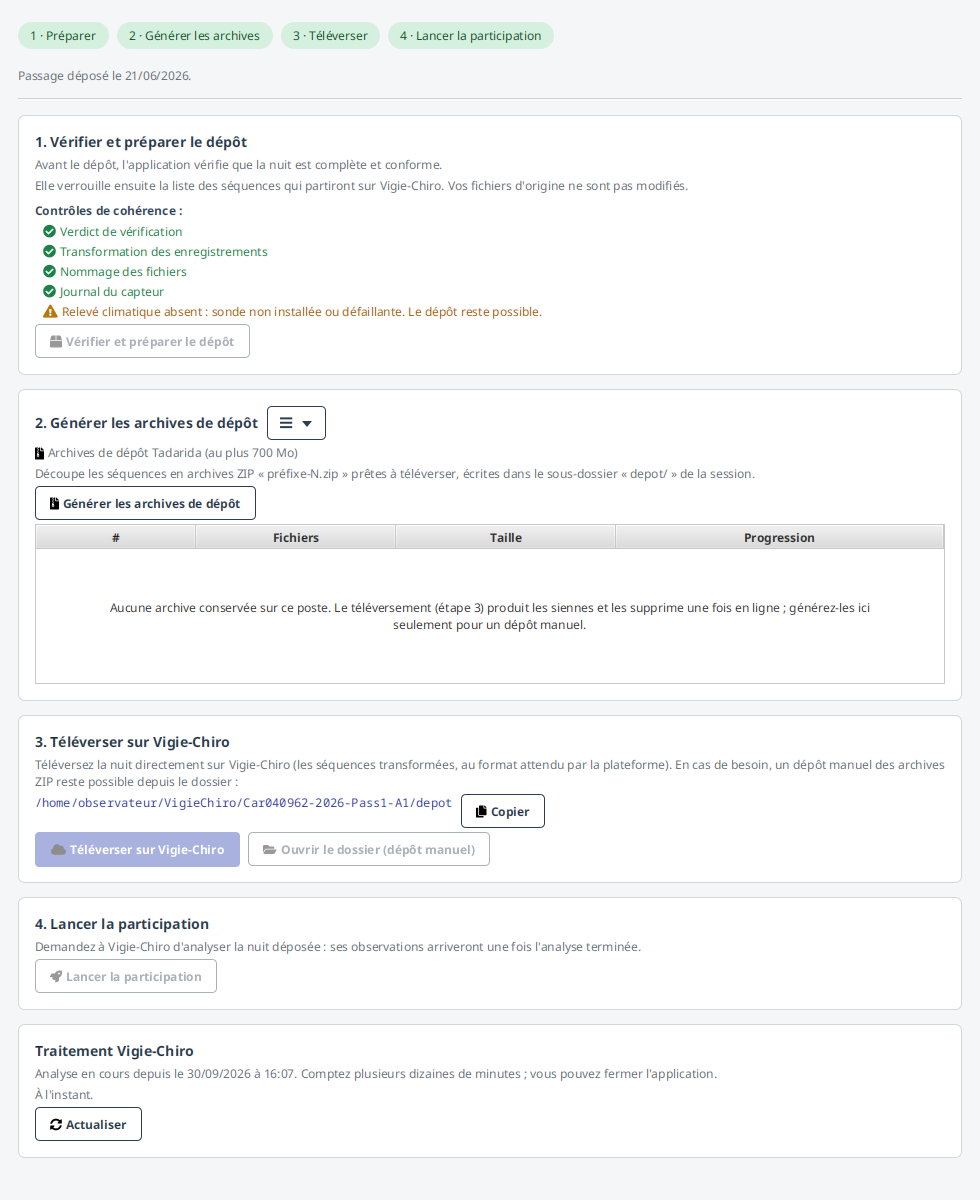 1 · Préparer
2 · Générer les archives
3 · Téléverser
4 · Lancer la participation
Passage déposé le 21/06/2026.
1. Vérifier et préparer le dépôt
Avant le dépôt, l'application vérifie que la nuit est complète et conforme.
Elle verrouille ensuite la liste des séquences qui partiront sur Vigie-Chiro. Vos fichiers d'origine ne sont pas modifiés.
Contrôles de cohérence :
Verdict de vérification
Transformation des enregistrements
Nommage des fichiers
Journal du capteur
Relevé climatique absent : sonde non installée ou défaillante. Le dépôt reste possible.
Vérifier et préparer le dépôt
2. Générer les archives de dépôt
Archives de dépôt Tadarida (au plus 700 Mo)
Découpe les séquences en archives ZIP « préfixe-N.zip » prêtes à téléverser, écrites dans le sous-dossier « depot/ » de la session.
Générer les archives de dépôt
# Fichiers Taille Progression
Aucune archive conservée sur ce poste. Le téléversement (étape 3) produit les siennes et les supprime une fois en ligne ; générez-les ici
seulement pour un dépôt manuel.
3. Téléverser sur Vigie-Chiro
Téléversez la nuit directement sur Vigie-Chiro (les séquences transformées, au format attendu par la plateforme). En cas de besoin, un dépôt manuel des archives
ZIP reste possible depuis le dossier :
/home/observateur/VigieChiro/Car040962-2026-Pass1-A1/depot
Copier
Téléverser sur Vigie-Chiro
Ouvrir le dossier (dépôt manuel)
4. Lancer la participation
Demandez à Vigie-Chiro d'analyser la nuit déposée : ses observations arriveront une fois l'analyse terminée.
Lancer la participation
Traitement Vigie-Chiro
Analyse en cours depuis le 30/09/2026 à 16:07. Comptez plusieurs dizaines de minutes ; vous pouvez fermer l'application.
À l'instant.
Actualiser